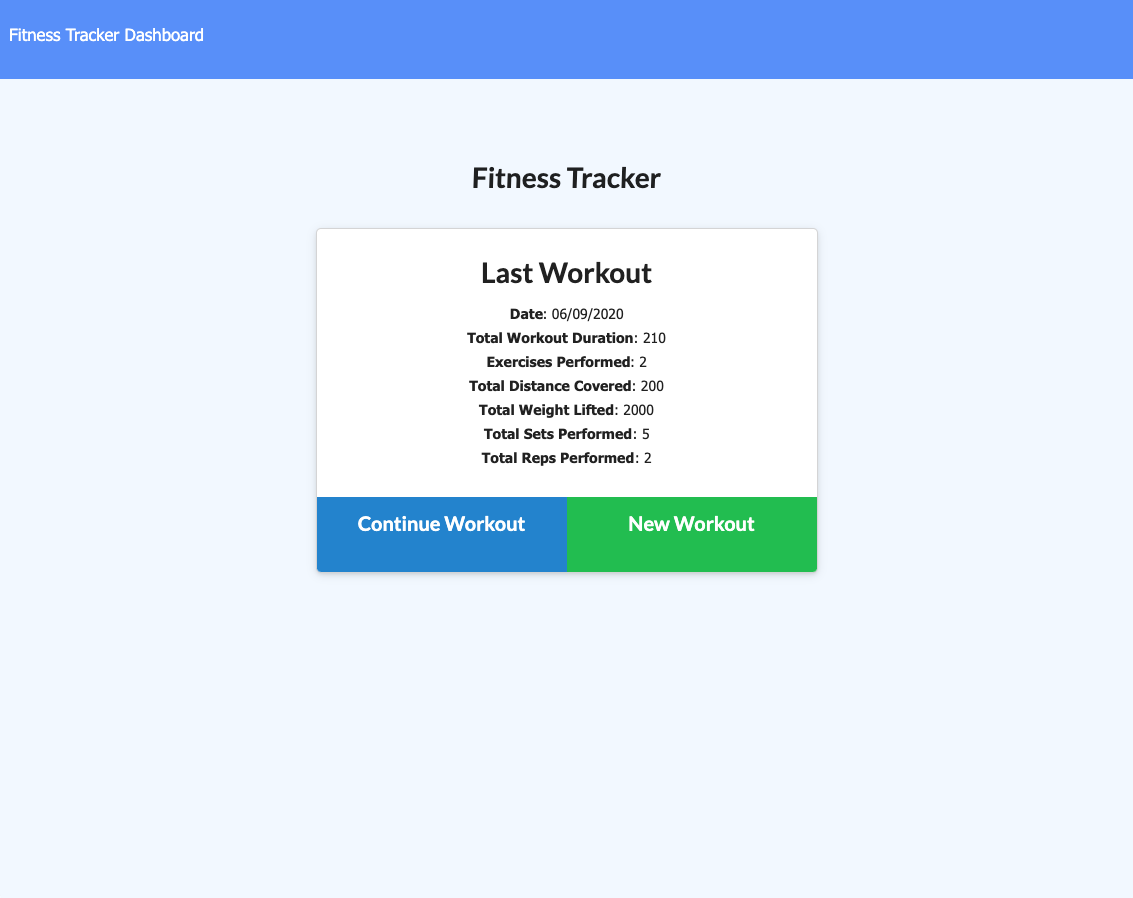 Fitness Tracker Dashboard
Fitness Tracker
Last Workout
Date: 06/09/2020
Total Workout Duration: 210
Exercises Performed: 2
Total Distance Covered: 200
Total Weight Lifted: 2000
Total Sets Performed: 5
Total Reps Performed: 2
Continue Workout
New Workout